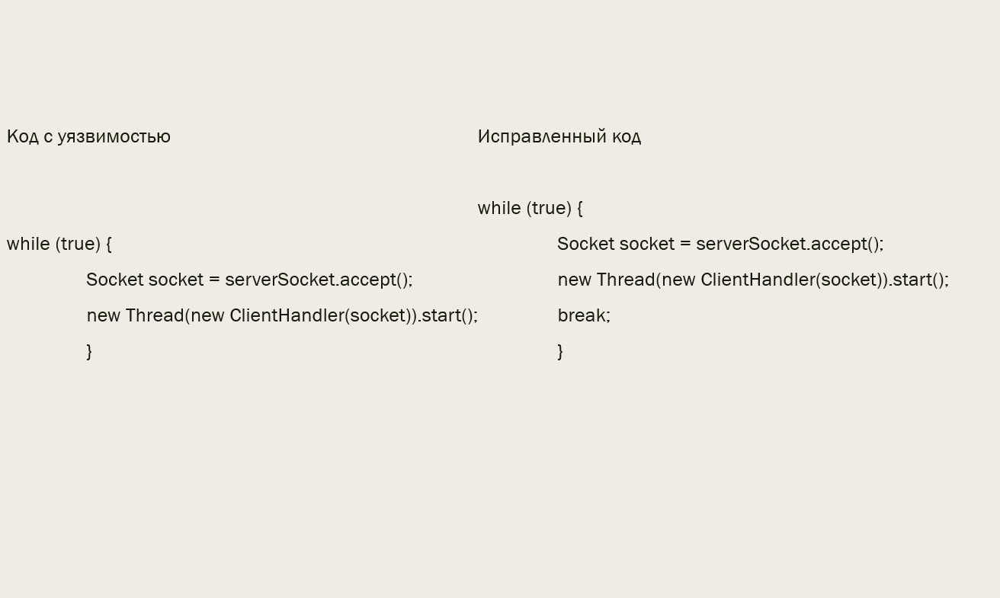 Код с уязвимостью
while (true) {
Socket socket = serverSocket.accept();
new Thread(new ClientHandler(socket)).start();
}
Исправленный код
while (true) {
Socket socket = serverSocket.accept();
new Thread(new ClientHandler(socket)).start();
break;
}